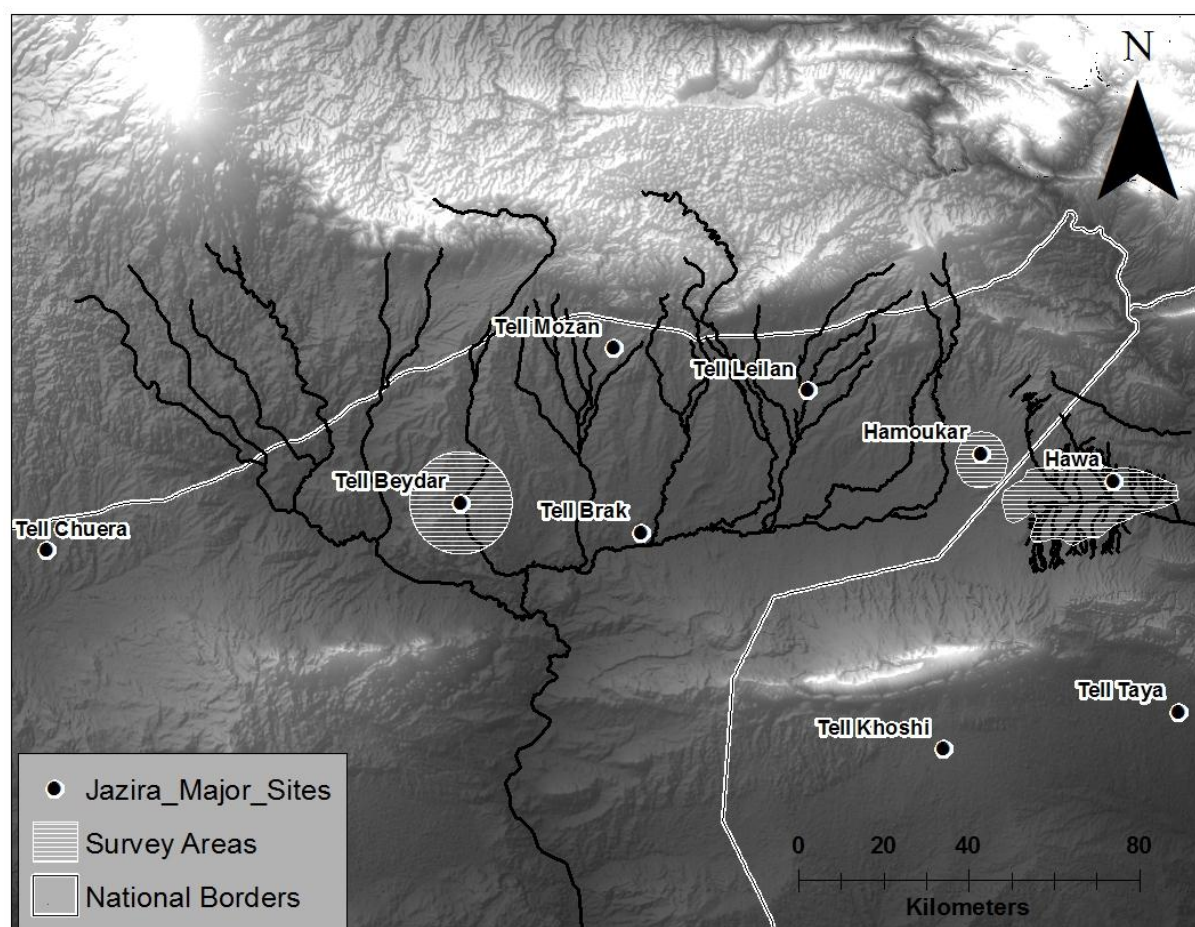 N
Tell Mozan
Tell Leilan
Hamoukar
Hawa
Tell Beydar
Tell Brak
Tell Chuera
Tell Taya
Tell Khoshi
Jazira_Major_Sites
Survey Areas
National Borders
0 20 40 80
Kilometers